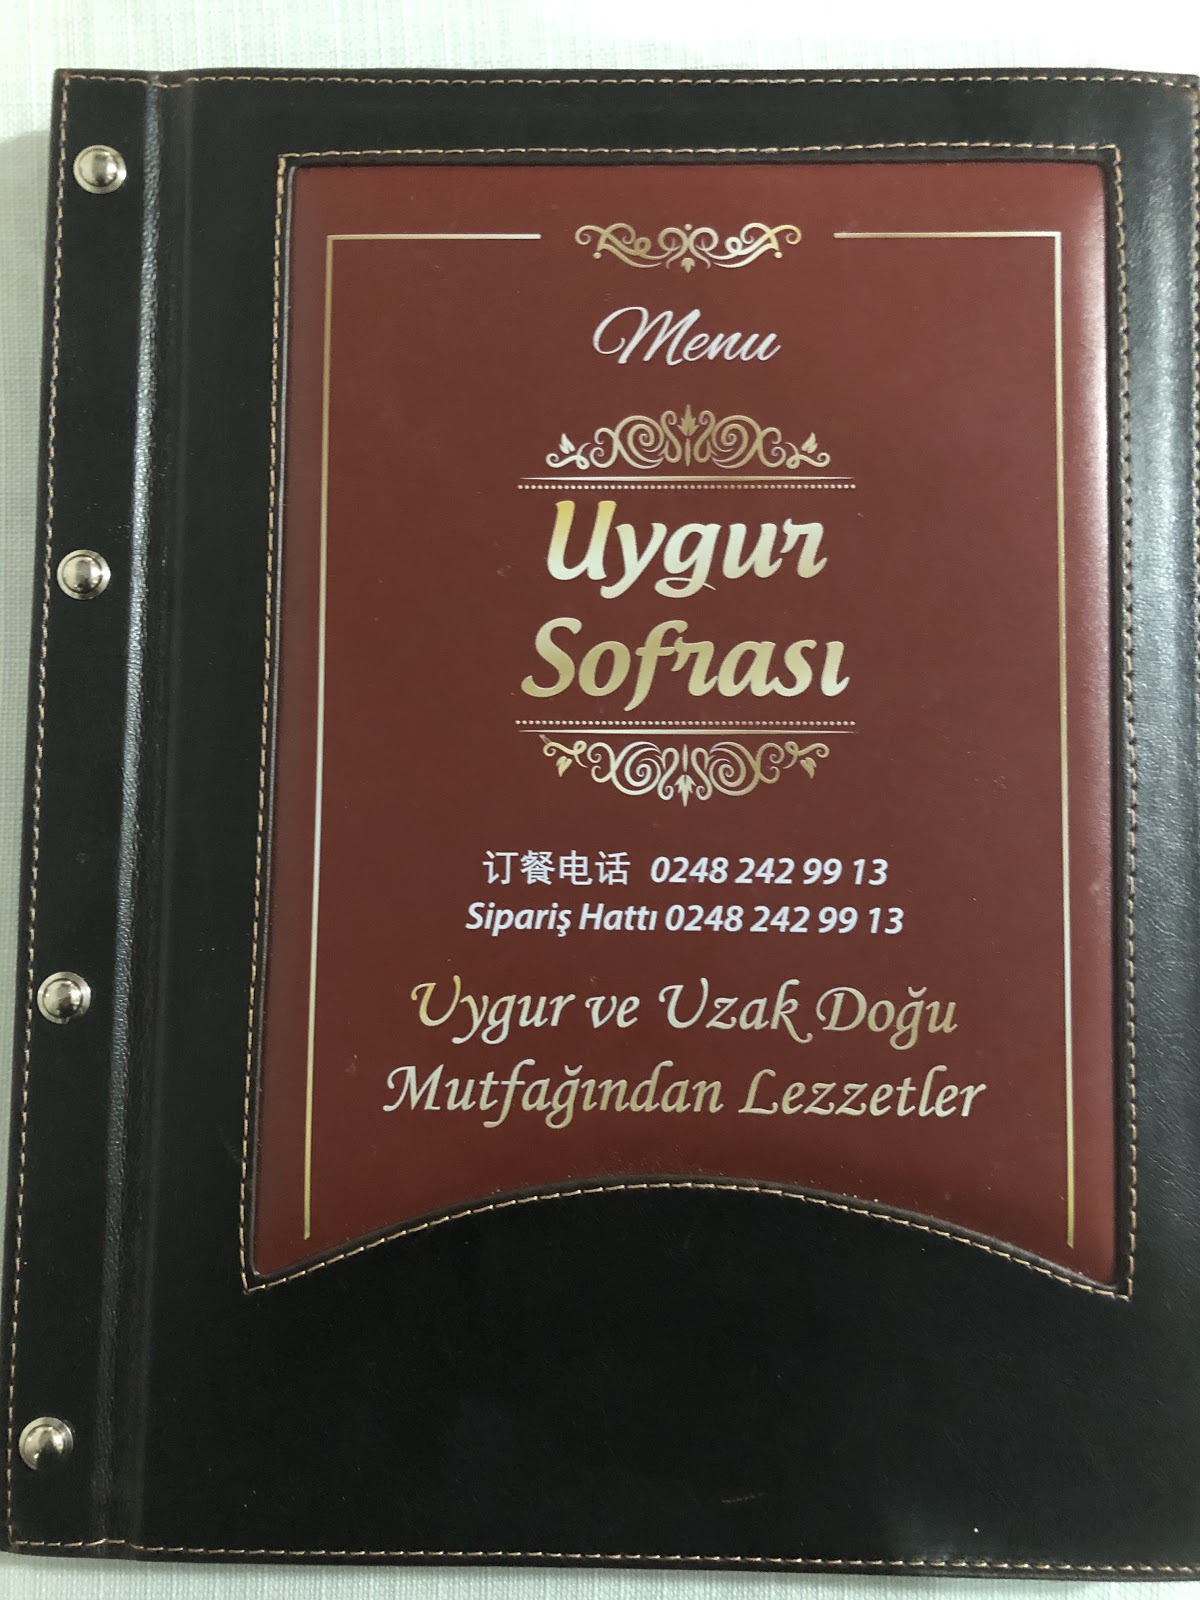 Menu
Uygur
Sofrası
订餐电话 0248 242 99 13
Sipariş Hattı 0248 242 99 13
Uygur ve Uzak Doğu
Mutfağından Lezzetler